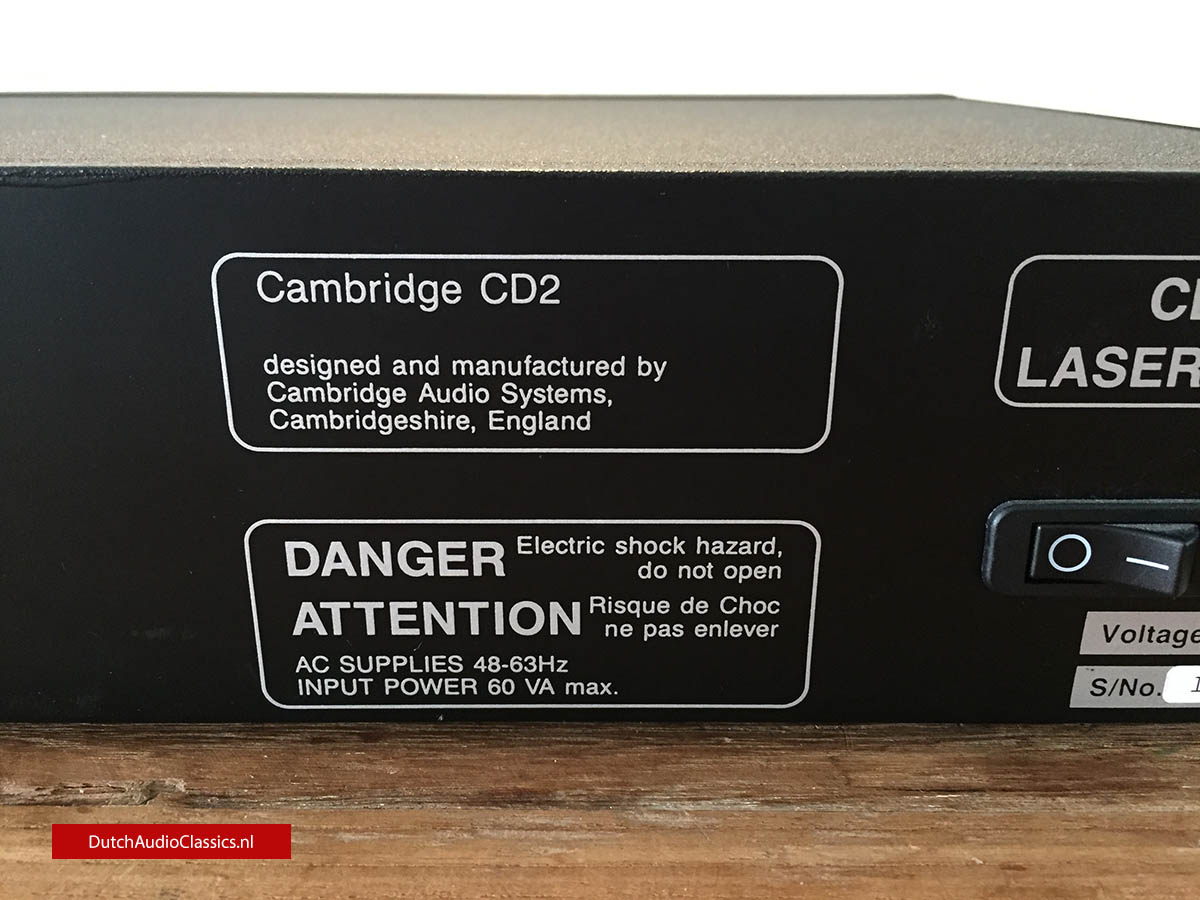 Cambridge CD2
designed and manufactured by
Cambridge Audio Systems,
Cambridgeshire, England
LASER
DANGER Electric shock hazard,
do not open
ATTENTION Risque de Choc
ne pas enlever
AC SUPPLIES 48-63Hz
INPUT POWER 60 VA max.
Voltage
S/No.
DutchAudioClassics.nl